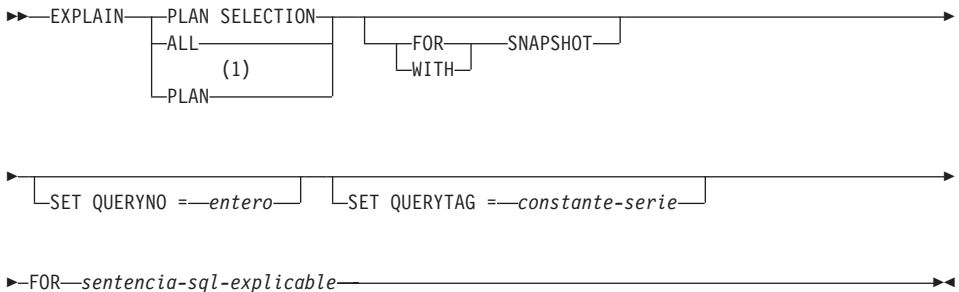 EXPLAIN PLAN SELECTION
ALL FOR SNAPSHOT
(1) WITH
PLAN
SET QUERYNO = entero SET QUERYTAG = constante-serie
FOR sentencia-sql-explicable